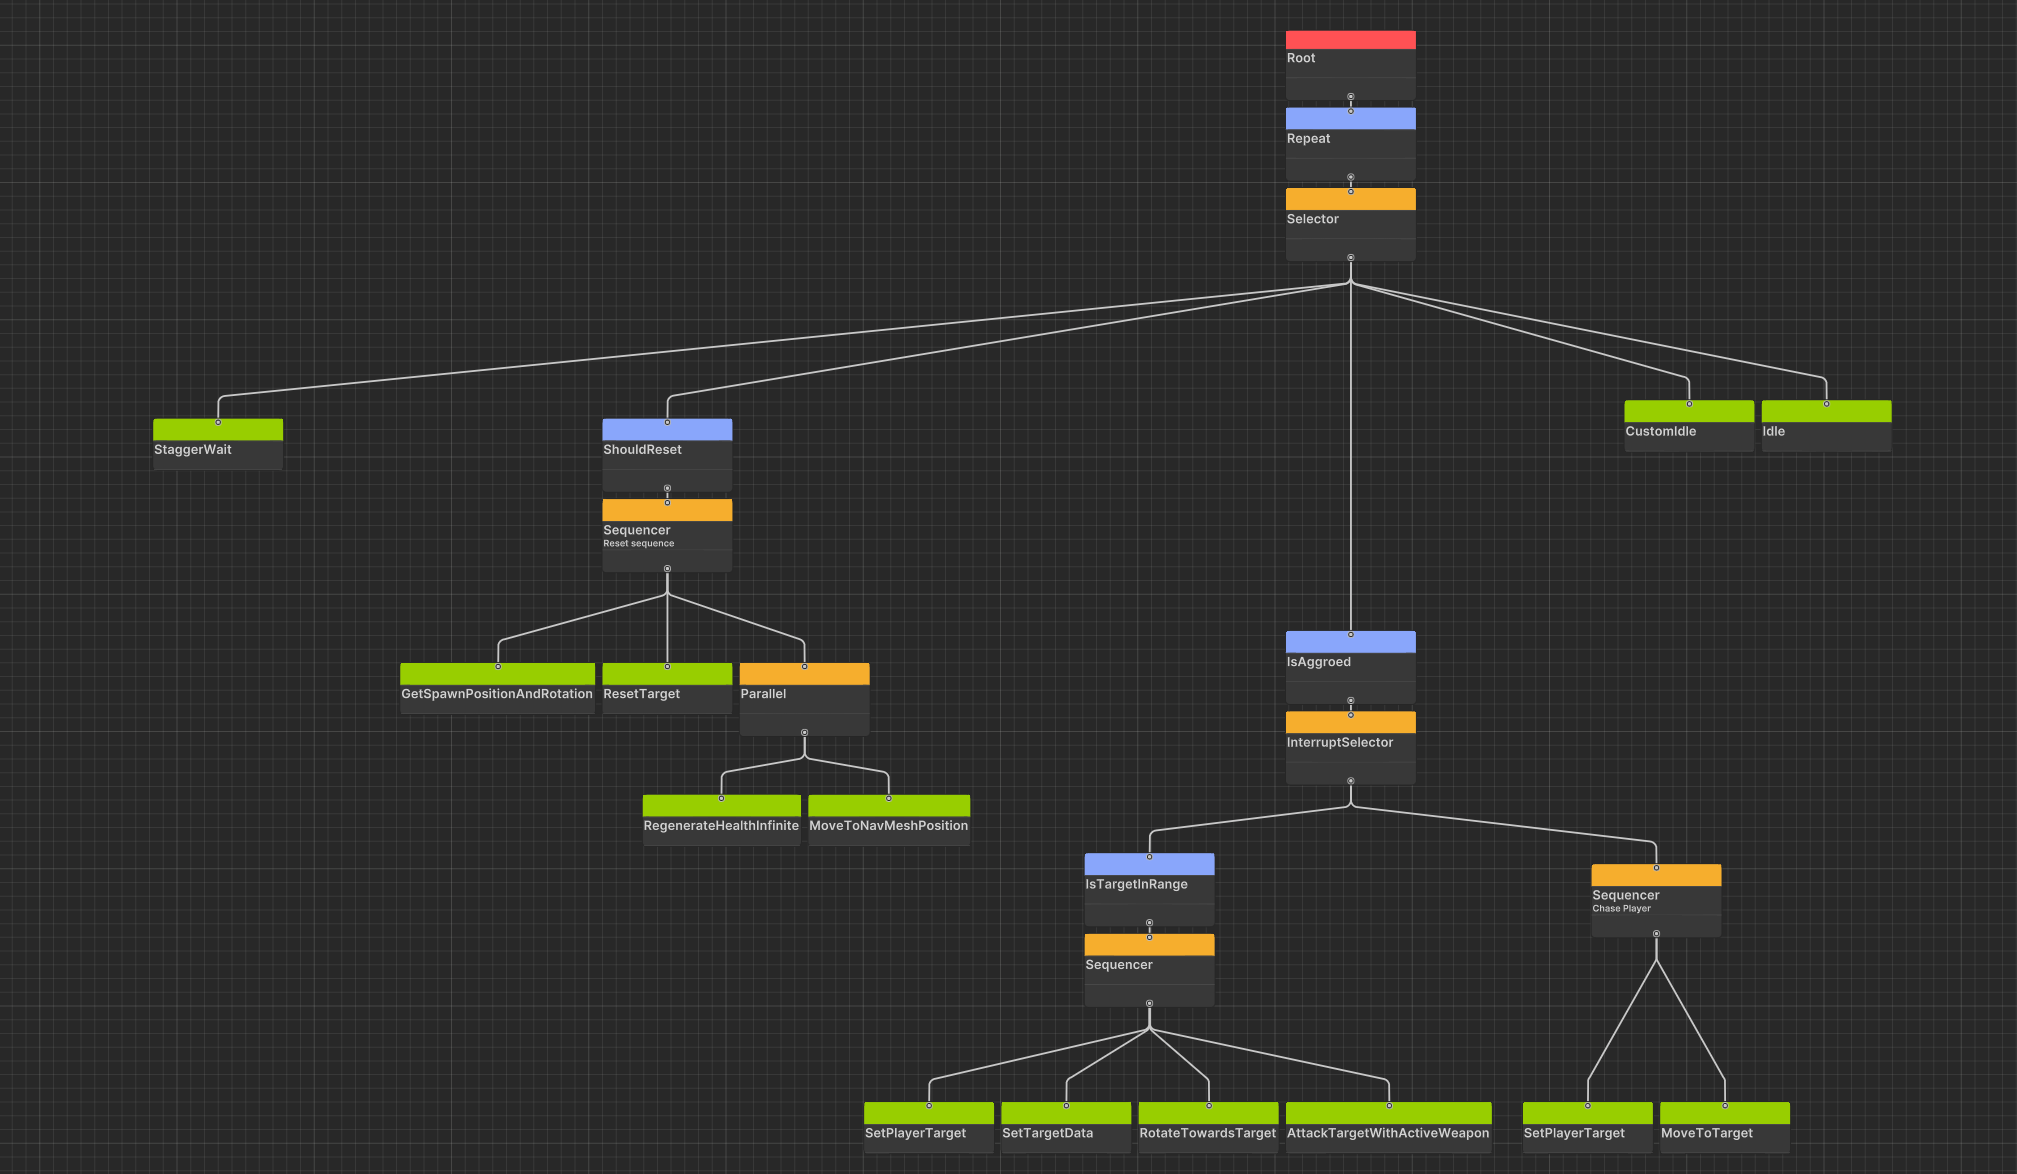 Root
Repeat
Selector
StaggerWait
ShouldReset
CustomIdle
Idle
Sequencer
Reset sequence
GetSpawnPositionAndRotation
ResetTarget
Parallel
IsAggroed
InterruptSelector
RegenerateHealthInfinite
MoveToNavMeshPosition
IsTargetInRange
Sequencer
Chase Player
Sequencer
SetPlayerTarget
SetTargetData
RotateTowardsTarget
AttackTargetWithActiveWeapon
SetPlayerTarget
MoveToTarget